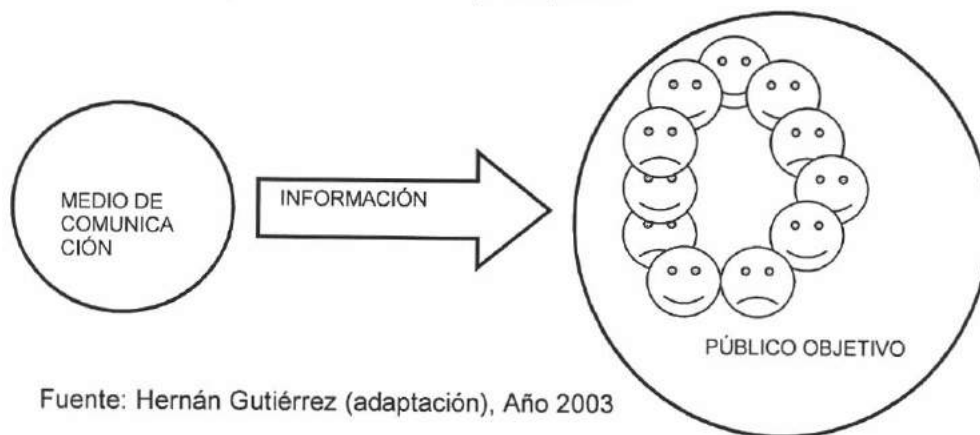 MEDIO DE
COMUNICA
CIÓN
INFORMACIÓN
PÚBLICO OBJETIVO
Fuente: Hernán Gutiérrez (adaptación), Año 2003